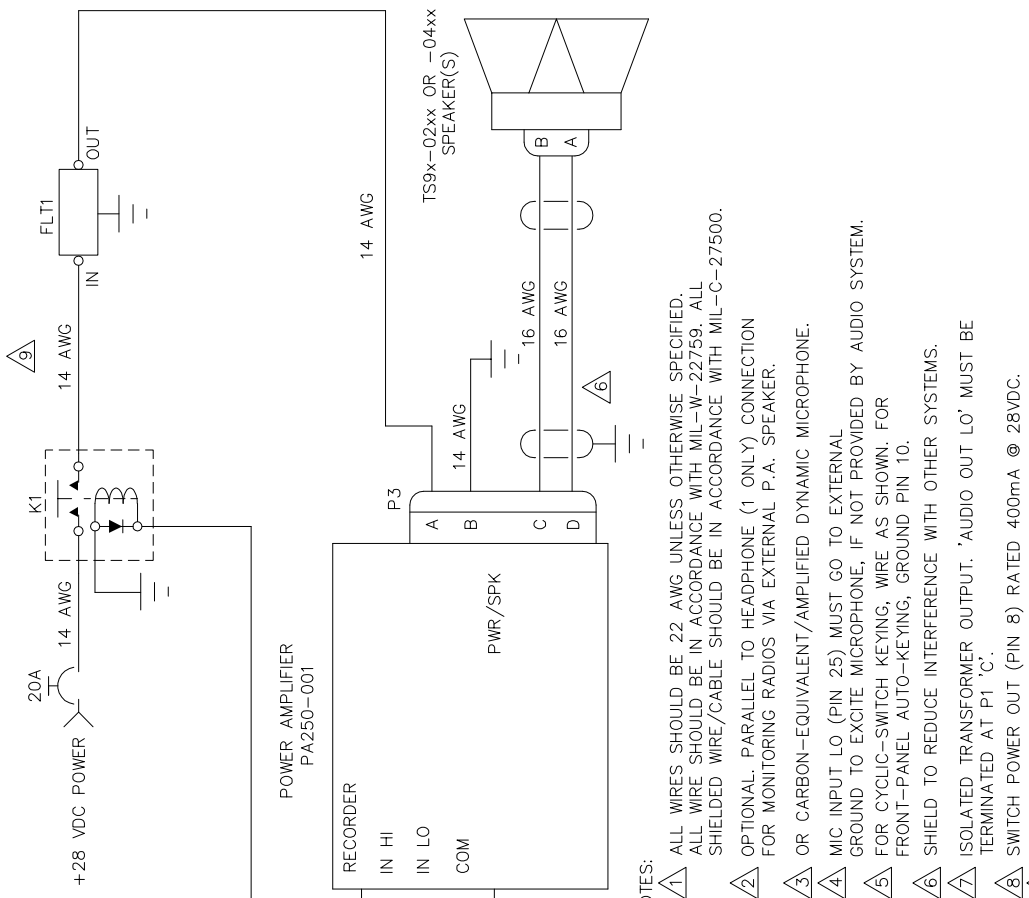 +28 VDC POWER
20A
14 AWG
K1
14 AWG
9
FLT1
IN
OUT
14 AWG
POWER AMPLIFIER
PA250-001
RECORDER
IN HI
IN LO
COM
PWR/SPK
P3
A
B
C
D
14 AWG
16 AWG
16 AWG
6
TS9x-02xx OR -04xx
SPEAKER(S)
B
A
OTES:
1 ALL WIRES SHOULD BE 22 AWG UNLESS OTHERWISE SPECIFIED.
ALL WIRE SHOULD BE IN ACCORDANCE WITH MIL-W-22759. ALL
SHIELDED WIRE/CABLE SHOULD BE IN ACCORDANCE WITH MIL-C-27500.
2 OPTIONAL. PARALLEL TO HEADPHONE (1 ONLY) CONNECTION
FOR MONITORING RADIOS VIA EXTERNAL P.A. SPEAKER.
3 OR CARBON-EQUIVALENT/AMPLIFIED DYNAMIC MICROPHONE.
4 MIC INPUT LO (PIN 25) MUST GO TO EXTERNAL
GROUND TO EXCITE MICROPHONE, IF NOT PROVIDED BY AUDIO SYSTEM.
5 FOR CYCLIC-SWITCH KEYING, WIRE AS SHOWN. FOR
FRONT-PANEL AUTO-KEYING, GROUND PIN 10.
6 SHIELD TO REDUCE INTERFERENCE WITH OTHER SYSTEMS.
7 ISOLATED TRANSFORMER OUTPUT. 'AUDIO OUT LO' MUST BE
TERMINATED AT P1 'C'.
8 SWITCH POWER OUT (PIN 8) RATED 400mA @ 28VDC.